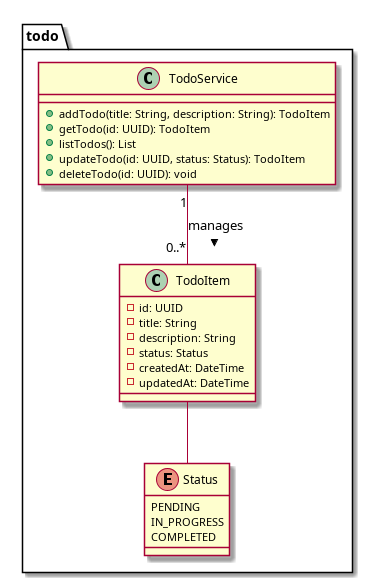 todo
C TodoService
addTodo(title: String, description: String): TodoItem
getTodo(id: UUID): TodoItem
listTodos(): List
updateTodo(id: UUID, status: Status): TodoItem
deleteTodo(id: UUID): void
1
manages
0..*
C TodoItem
id: UUID
title: String
description: String
status: Status
createdAt: DateTime
updatedAt: DateTime
E Status
PENDING
IN_PROGRESS
COMPLETED